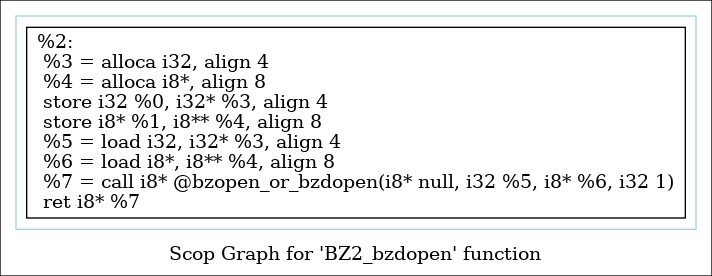 %2:
%3 = alloca i32, align 4
%4 = alloca i8*, align 8
store i32 %0, i32* %3, align 4
store i8* %1, i8** %4, align 8
%5 = load i32, i32* %3, align 4
%6 = load i8*, i8** %4, align 8
%7 = call i8* @bzopen_or_bzdopen(i8* null, i32 %5, i8* %6, i32 1)
ret i8* %7
Scop Graph for 'BZ2_bzdopen' function